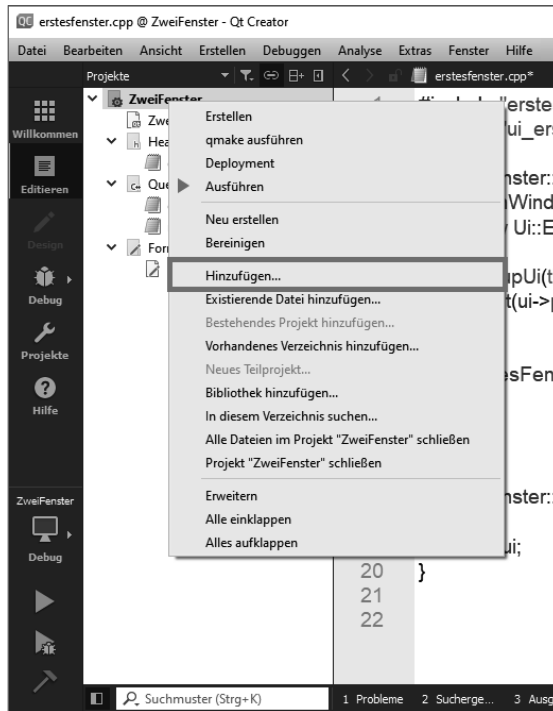 erstesfenster.cpp @ ZweiFenster - Qt Creator
Datei Bearbeiten Ansicht Erstellen Debuggen Analyse Extras Fenster Hilfe
Projekte
erstesfenster.cpp*
Willkommen
Editieren
Design
Debug
Projekte
Hilfe
ZweiFenster
Debug
ZweiFenster
Erstellen
qmake ausführen
Deployment
Ausführen
Neu erstellen
Bereinigen
Hinzufügen...
Existierende Datei hinzufügen...
Bestehendes Projekt hinzufügen...
Vorhandenes Verzeichnis hinzufügen...
Neues Teilprojekt...
Bibliothek hinzufügen...
In diesem Verzeichnis suchen...
Alle Dateien im Projekt "ZweiFenster" schließen
Projekt "ZweiFenster" schließen
Erweitern
Alle einklappen
Alles aufklappen
20 }
21
22
Suchmuster (Strg+K)
1 Probleme 2 Sucherge... 3 Ausg